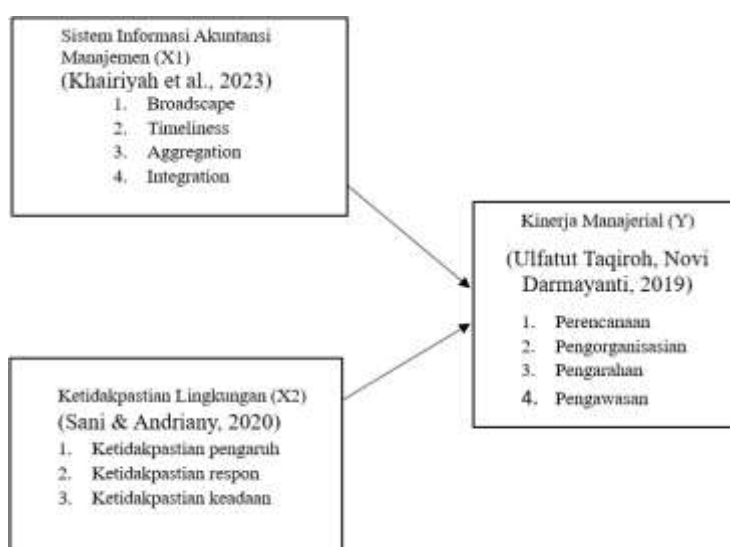 Sistem Informasi Akuntansi
Manajemen (X1)
(Khairiyah et al., 2023)
1. Broadscape
2. Timeliness
3. Aggregation
4. Integration
Kinerja Manajerial (Y)
(Ulfatut Taqiroh, Novi
Darmayanti, 2019)
1. Perencanaan
2. Pengorganisasian
3. Pengarahan
4. Pengawasan
Ketidakpastian Lingkungan (X2)
(Sani & Andriany, 2020)
1. Ketidakpastian pengaruh
2. Ketidakpastian respon
3. Ketidakpastian keadaan